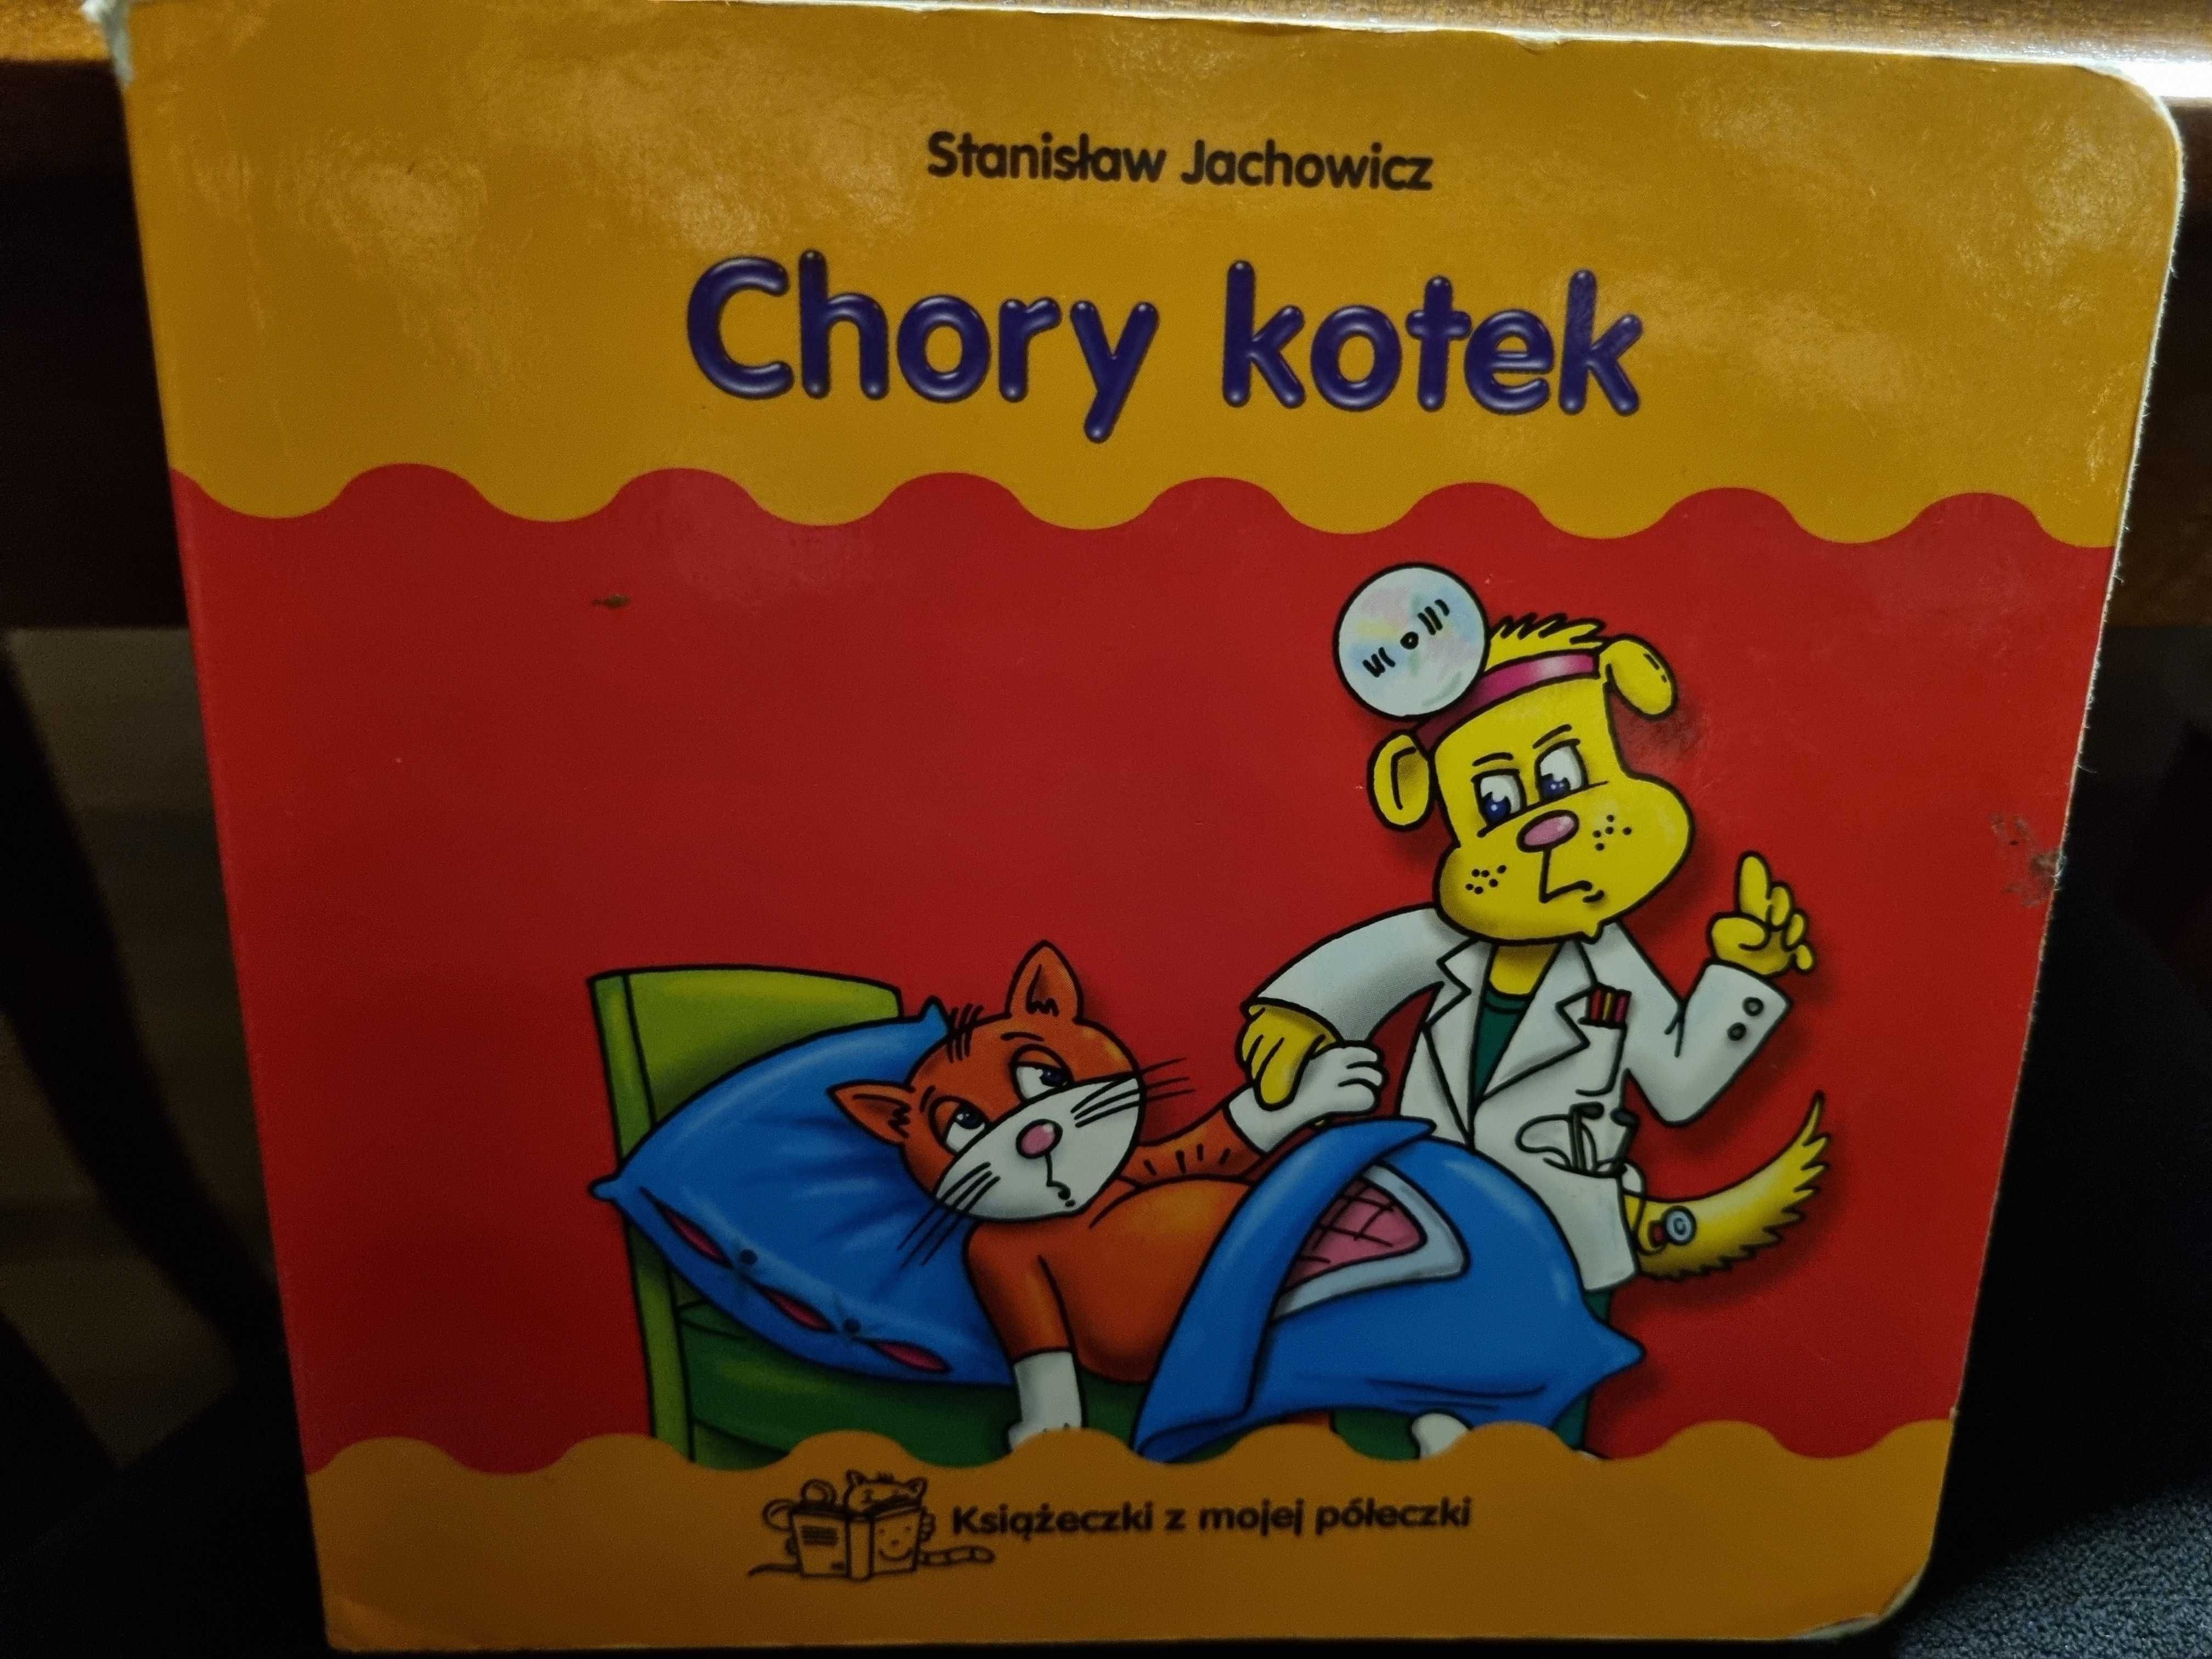 Stanisław Jachowicz
Chory kotek
Książeczki z mojej półeczki